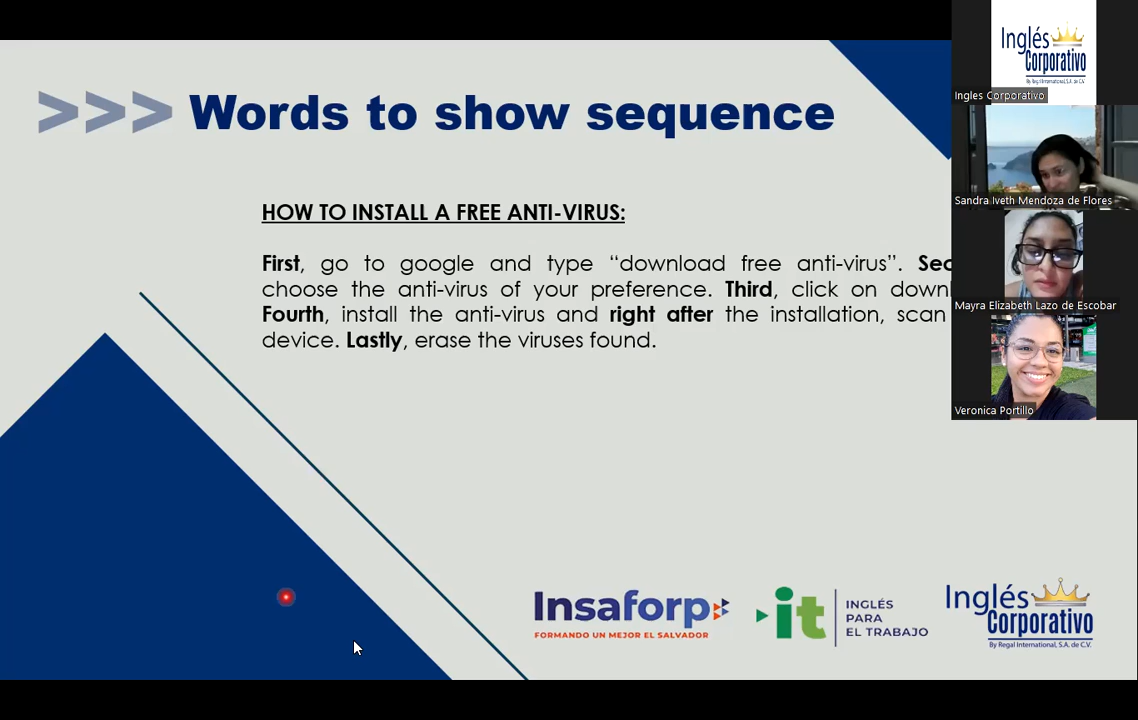 >>> Words to show sequence
HOW TO INSTALL A FREE ANTI-VIRUS:
First, go to google and type “download free anti-virus”. Sec
choose the anti-virus of your preference. Third, click on down
Fourth, install the anti-virus and right after the installation, scan
device. Lastly, erase the viruses found.
Inglés
Corporativo
By Regal International, S.A. de C.V.
Ingles Corporativo
Sandra Iveth Mendoza de Flores
Mayra Elizabeth Lazo de Escobar
Veronica Portillo
Insaforp
FORMANDO UN MEJOR EL SALVADOR
it
INGLÉS
PARA
EL TRABAJO
Inglés
Corporativo
By Regal International, S.A. de C.V.